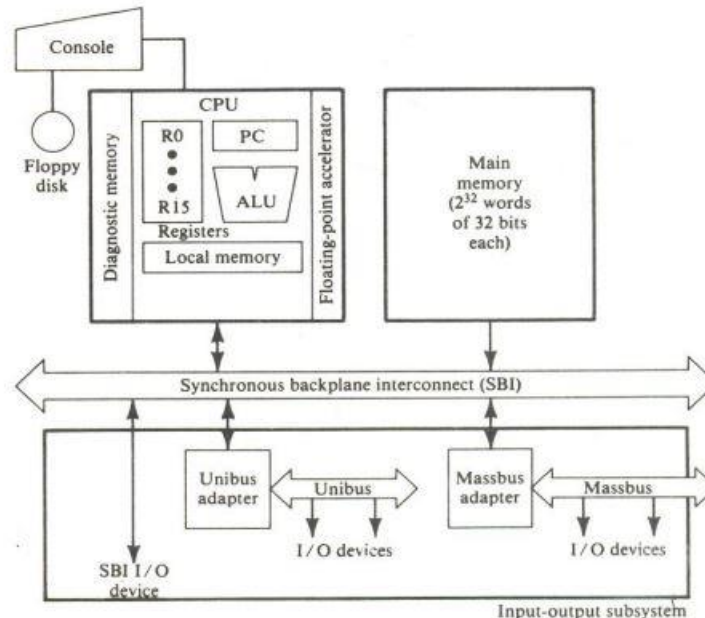 Console
Floppy
disk
Diagnostic memory
CPU
R0
R15
Registers
PC
ALU
Local memory
Floating-point accelerator
Main
memory
(2³² words
of 32 bits
each)
Synchronous backplane interconnect (SBI)
Unibus
adapter
Unibus
I/O devices
Massbus
adapter
Massbus
I/O devices
SBI I/O
device
Input-output subsystem